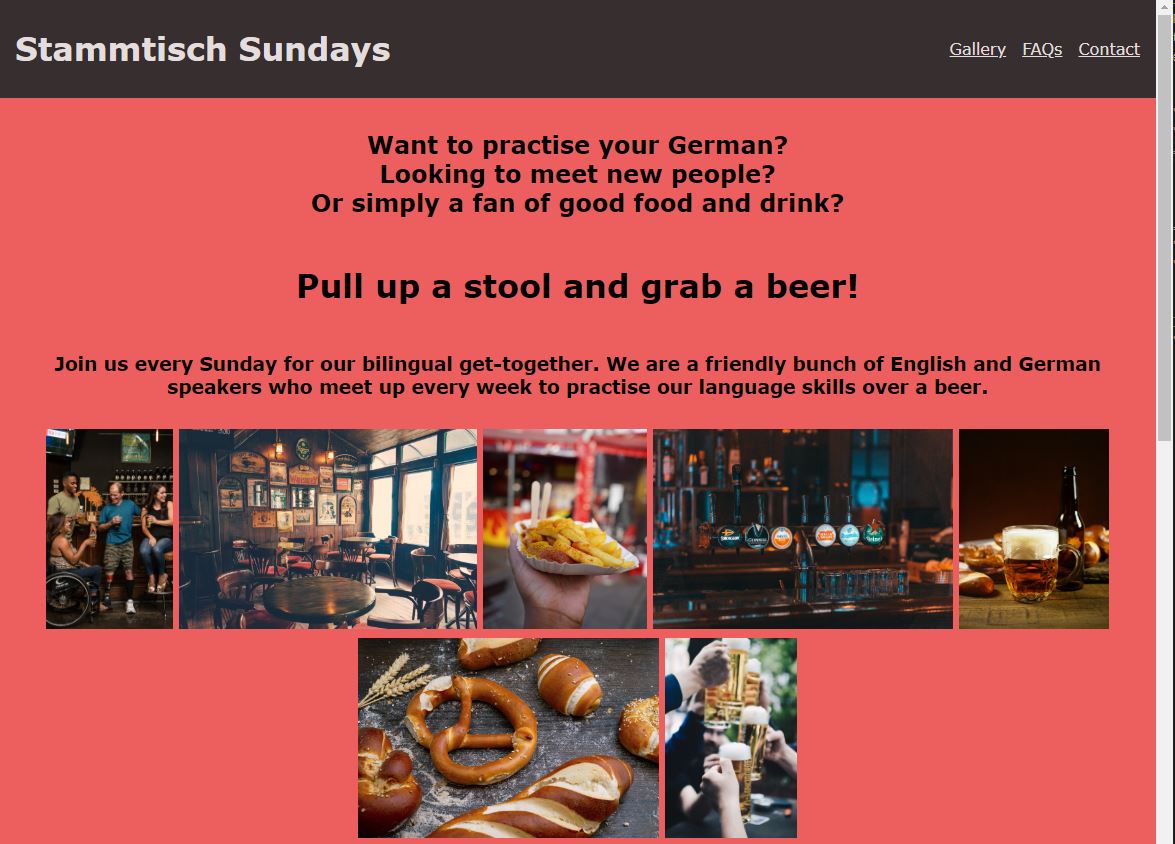 Stammtisch Sundays
Gallery FAQs Contact
Want to practise your German?
Looking to meet new people?
Or simply a fan of good food and drink?
Pull up a stool and grab a beer!
Join us every Sunday for our bilingual get-together. We are a friendly bunch of English and German
speakers who meet up every week to practise our language skills over a beer.